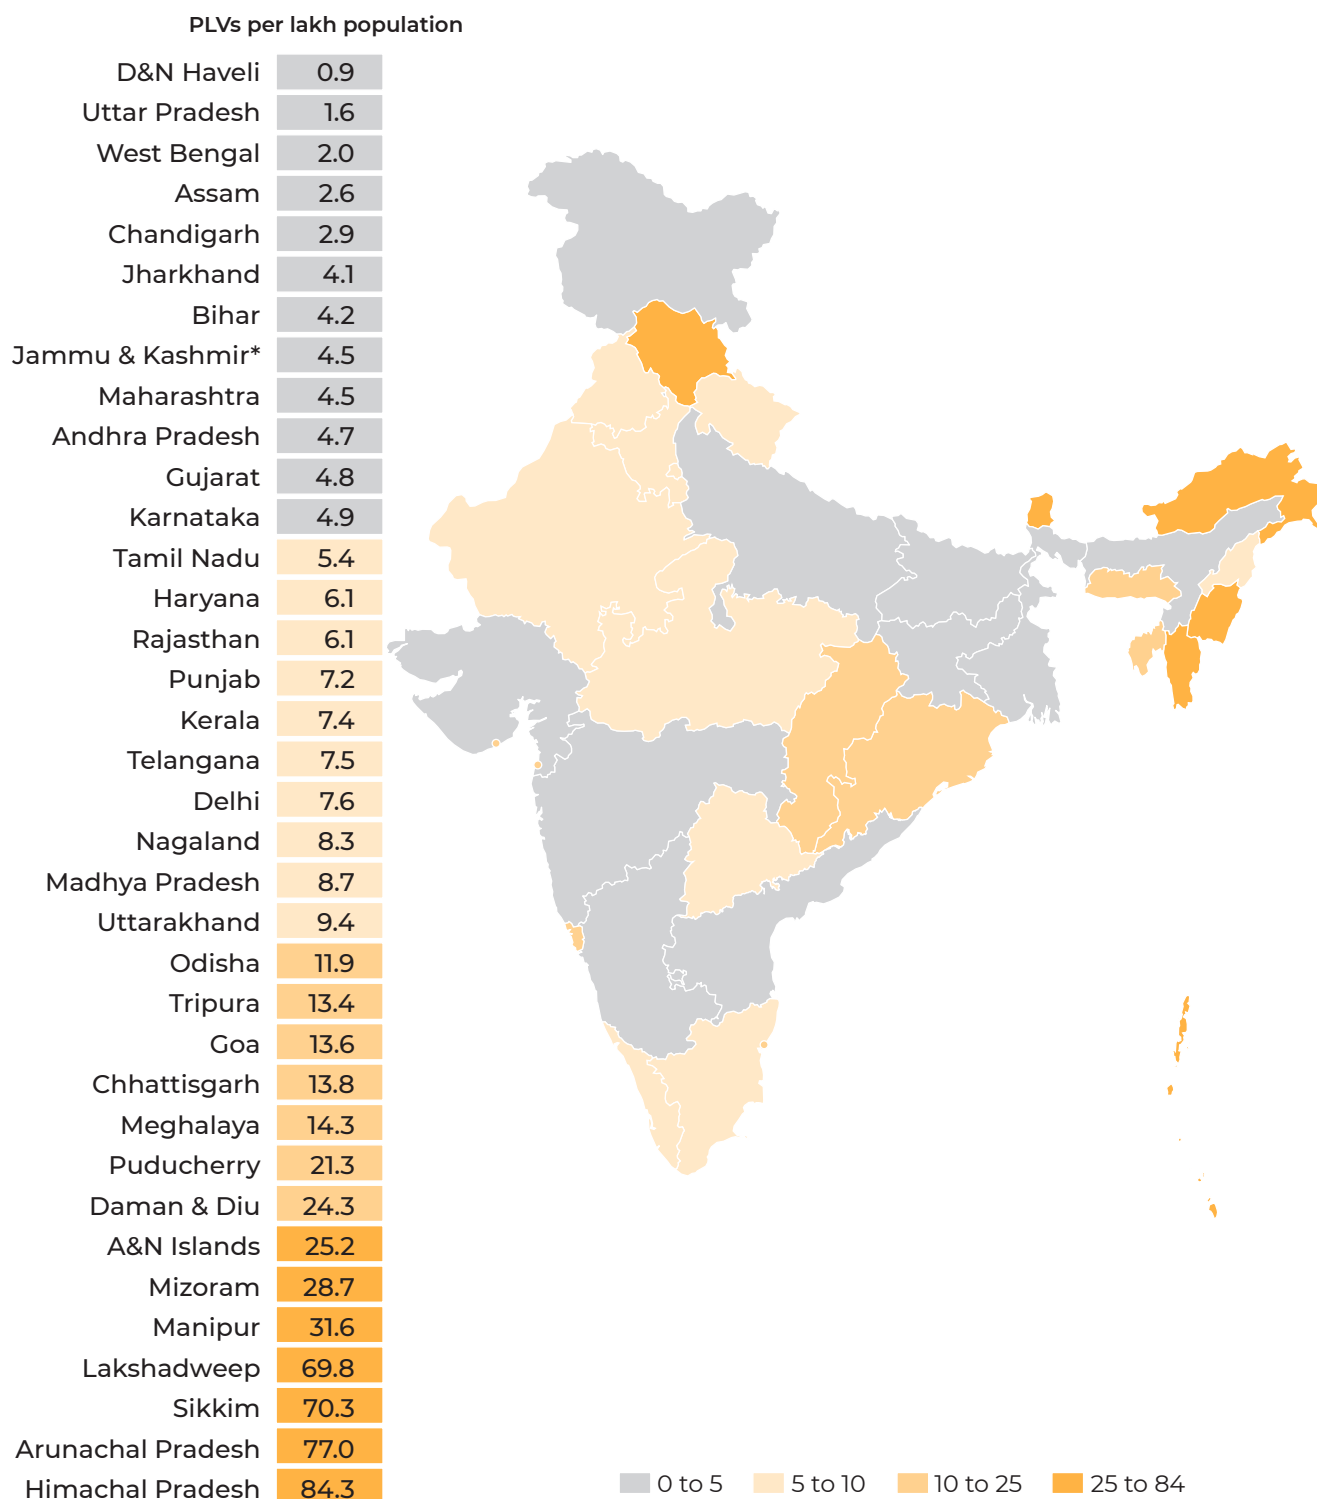 PLVs per lakh population
D&N Haveli 0.9
Uttar Pradesh 1.6
West Bengal 2.0
Assam 2.6
Chandigarh 2.9
Jharkhand 4.1
Bihar 4.2
Jammu & Kashmir* 4.5
Maharashtra 4.5
Andhra Pradesh 4.7
Gujarat 4.8
Karnataka 4.9
Tamil Nadu 5.4
Haryana 6.1
Rajasthan 6.1
Punjab 7.2
Kerala 7.4
Telangana 7.5
Delhi 7.6
Nagaland 8.3
Madhya Pradesh 8.7
Uttarakhand 9.4
Odisha 11.9
Tripura 13.4
Goa 13.6
Chhattisgarh 13.8
Meghalaya 14.3
Puducherry 21.3
Daman & Diu 24.3
A&N Islands 25.2
Mizoram 28.7
Manipur 31.6
Lakshadweep 69.8
Sikkim 70.3
Arunachal Pradesh 77.0
Himachal Pradesh 84.3
0 to 5 5 to 10 10 to 25 25 to 84